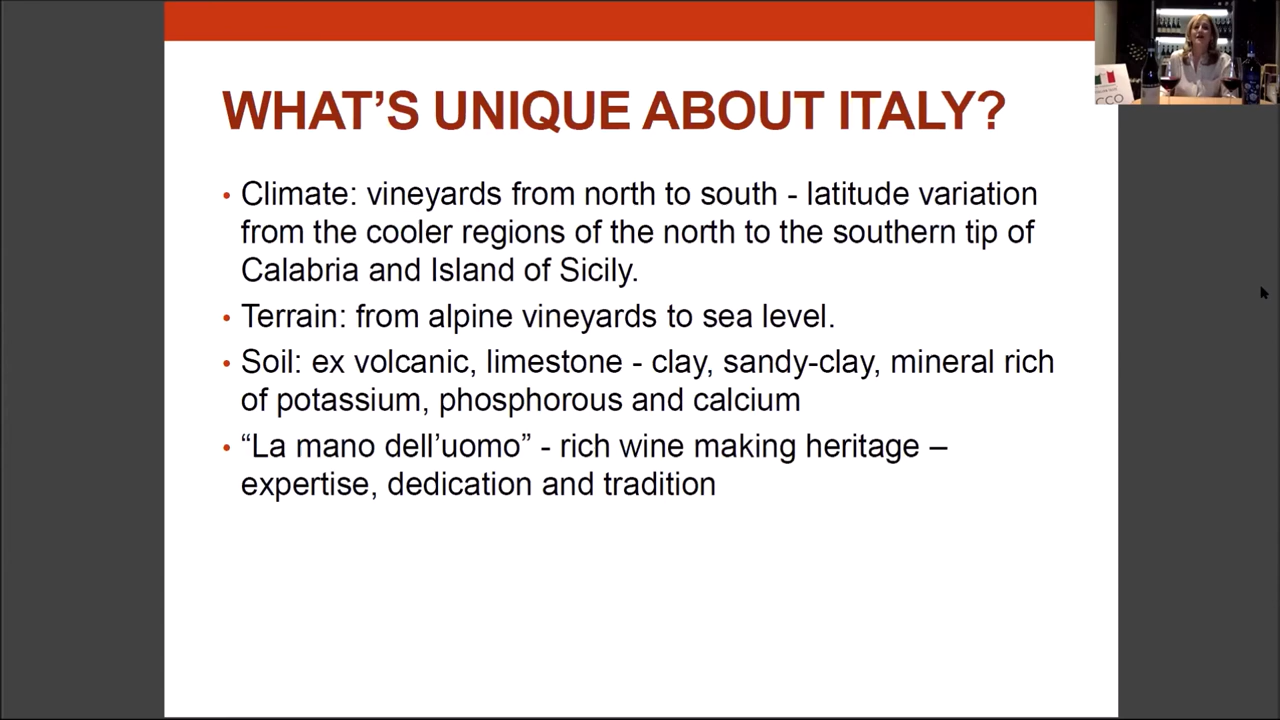 WHAT’S UNIQUE ABOUT ITALY?
• Climate: vineyards from north to south - latitude variation
from the cooler regions of the north to the southern tip of
Calabria and Island of Sicily.
• Terrain: from alpine vineyards to sea level.
• Soil: ex volcanic, limestone - clay, sandy-clay, mineral rich
of potassium, phosphorous and calcium
• “La mano dell’uomo” - rich wine making heritage –
expertise, dedication and tradition